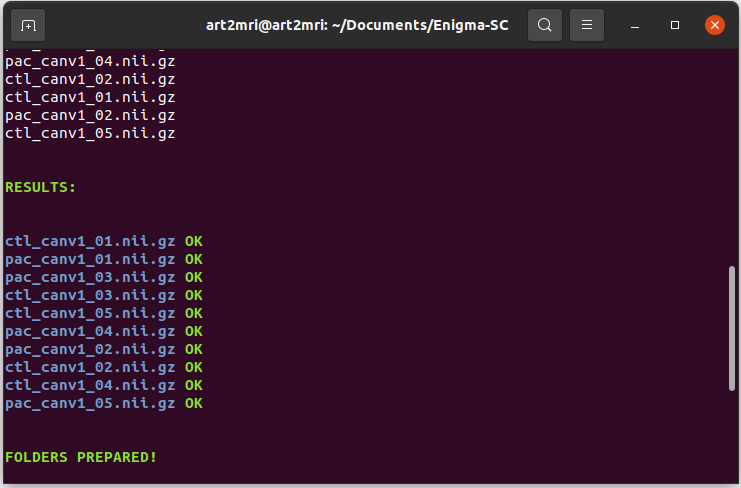 art2mri@art2mri: ~/Documents/Enigma-SC
pac_canv1_04.nii.gz
ctl_canv1_02.nii.gz
ctl_canv1_01.nii.gz
pac_canv1_02.nii.gz
ctl_canv1_05.nii.gz
RESULTS:
ctl_canv1_01.nii.gz OK
pac_canv1_01.nii.gz OK
pac_canv1_03.nii.gz OK
ctl_canv1_03.nii.gz OK
ctl_canv1_05.nii.gz OK
pac_canv1_04.nii.gz OK
pac_canv1_02.nii.gz OK
ctl_canv1_02.nii.gz OK
ctl_canv1_04.nii.gz OK
pac_canv1_05.nii.gz OK
FOLDERS PREPARED!